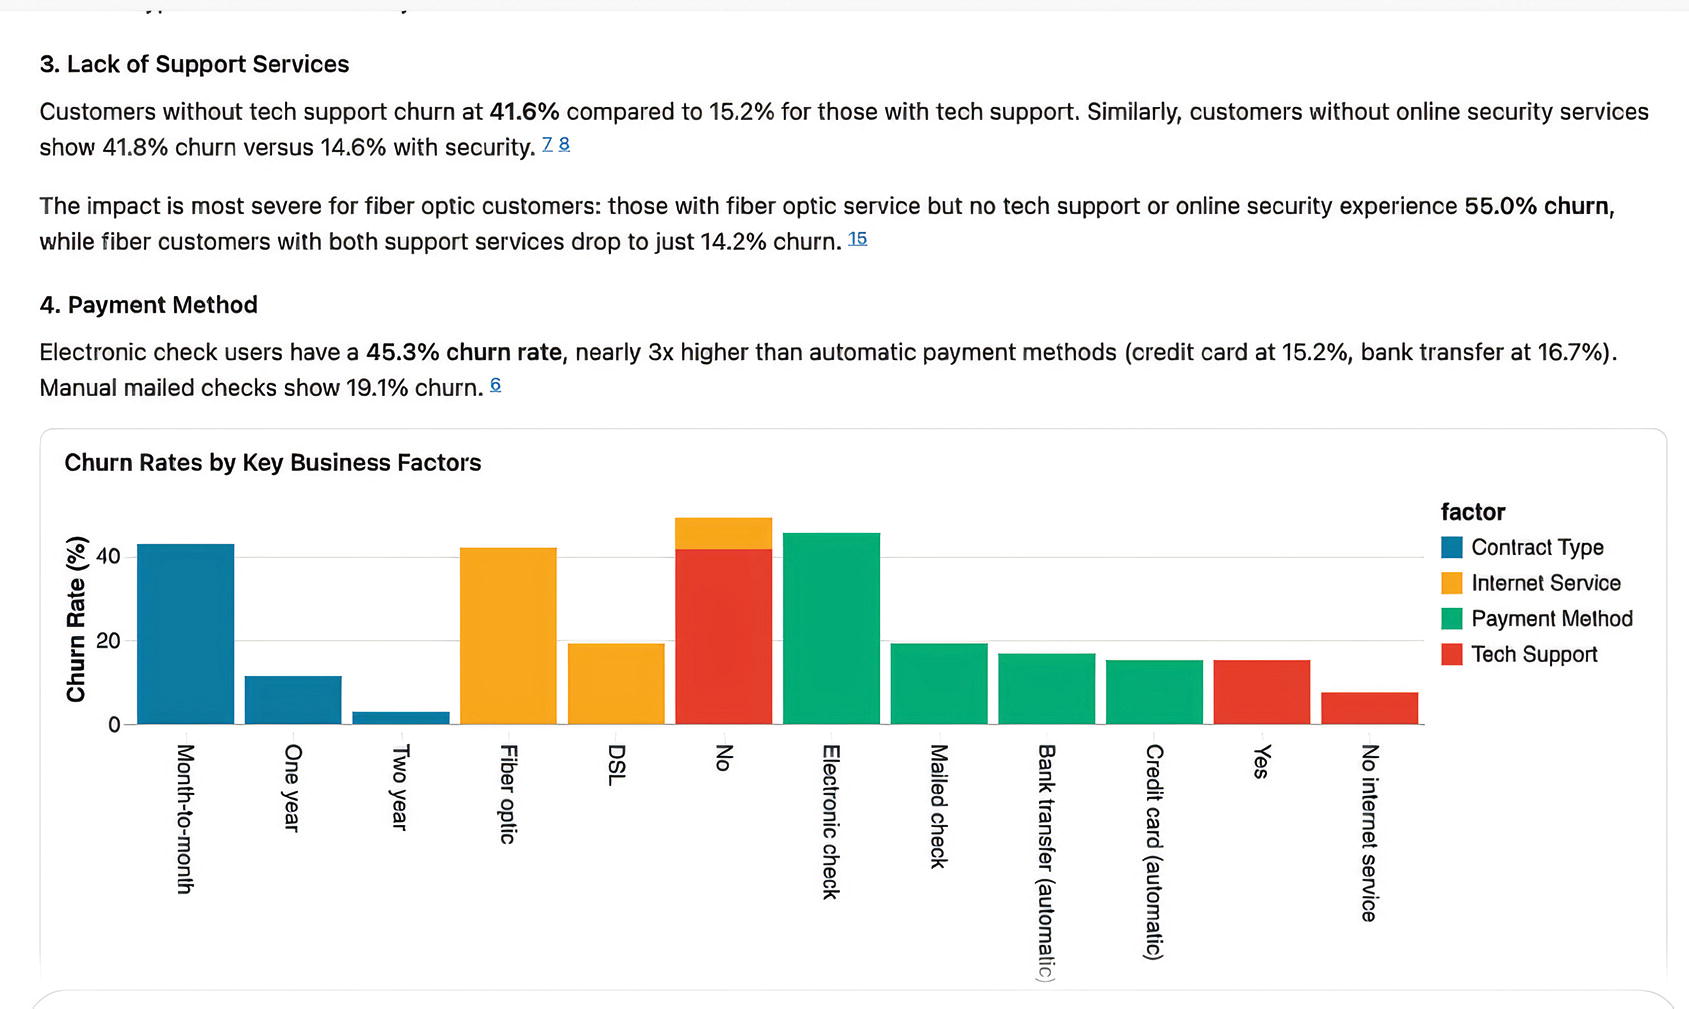 3. Lack of Support Services
Customers without tech support churn at 41.6% compared to 15.2% for those with tech support. Similarly, customers without online security services
show 41.8% churn versus 14.6% with security. 7 8
The impact is most severe for fiber optic customers: those with fiber optic service but no tech support or online security experience 55.0% churn,
while fiber customers with both support services drop to just 14.2% churn. 15
4. Payment Method
Electronic check users have a 45.3% churn rate, nearly 3x higher than automatic payment methods (credit card at 15.2%, bank transfer at 16.7%).
Manual mailed checks show 19.1% churn. 6
Churn Rates by Key Business Factors
Churn Rate (%)
40
20
0
Month-to-month
One year
Two year
Fiber optic
DSL
No
Electronic check
Mailed check
Bank transfer (automatic)
Credit card (automatic)
Yes
No internet service
factor
Contract Type
Internet Service
Payment Method
Tech Support